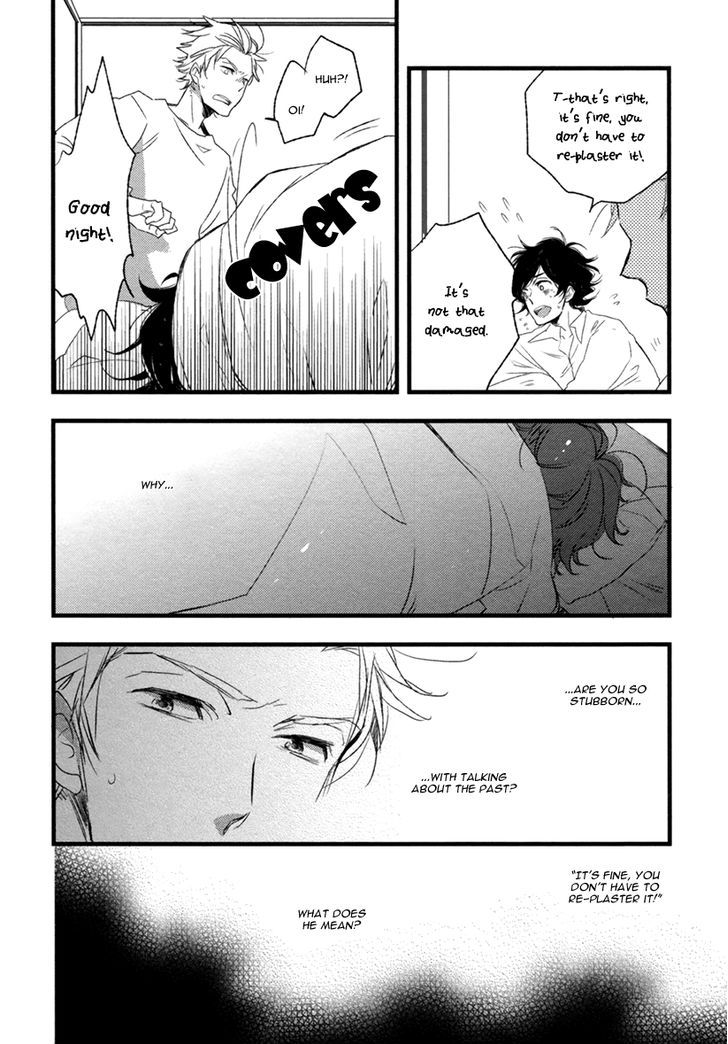 T-that's right,
it's fine, you
don't have to
re-plaster it!
It's
not that
damaged.
HUH?!
OI!
covers
Good
night!
WHY...
...ARE YOU SO
STUBBORN...
...WITH TALKING
ABOUT THE PAST?
"IT'S FINE, YOU
DON'T HAVE TO
RE-PLASTER IT!"
WHAT DOES
HE MEAN?